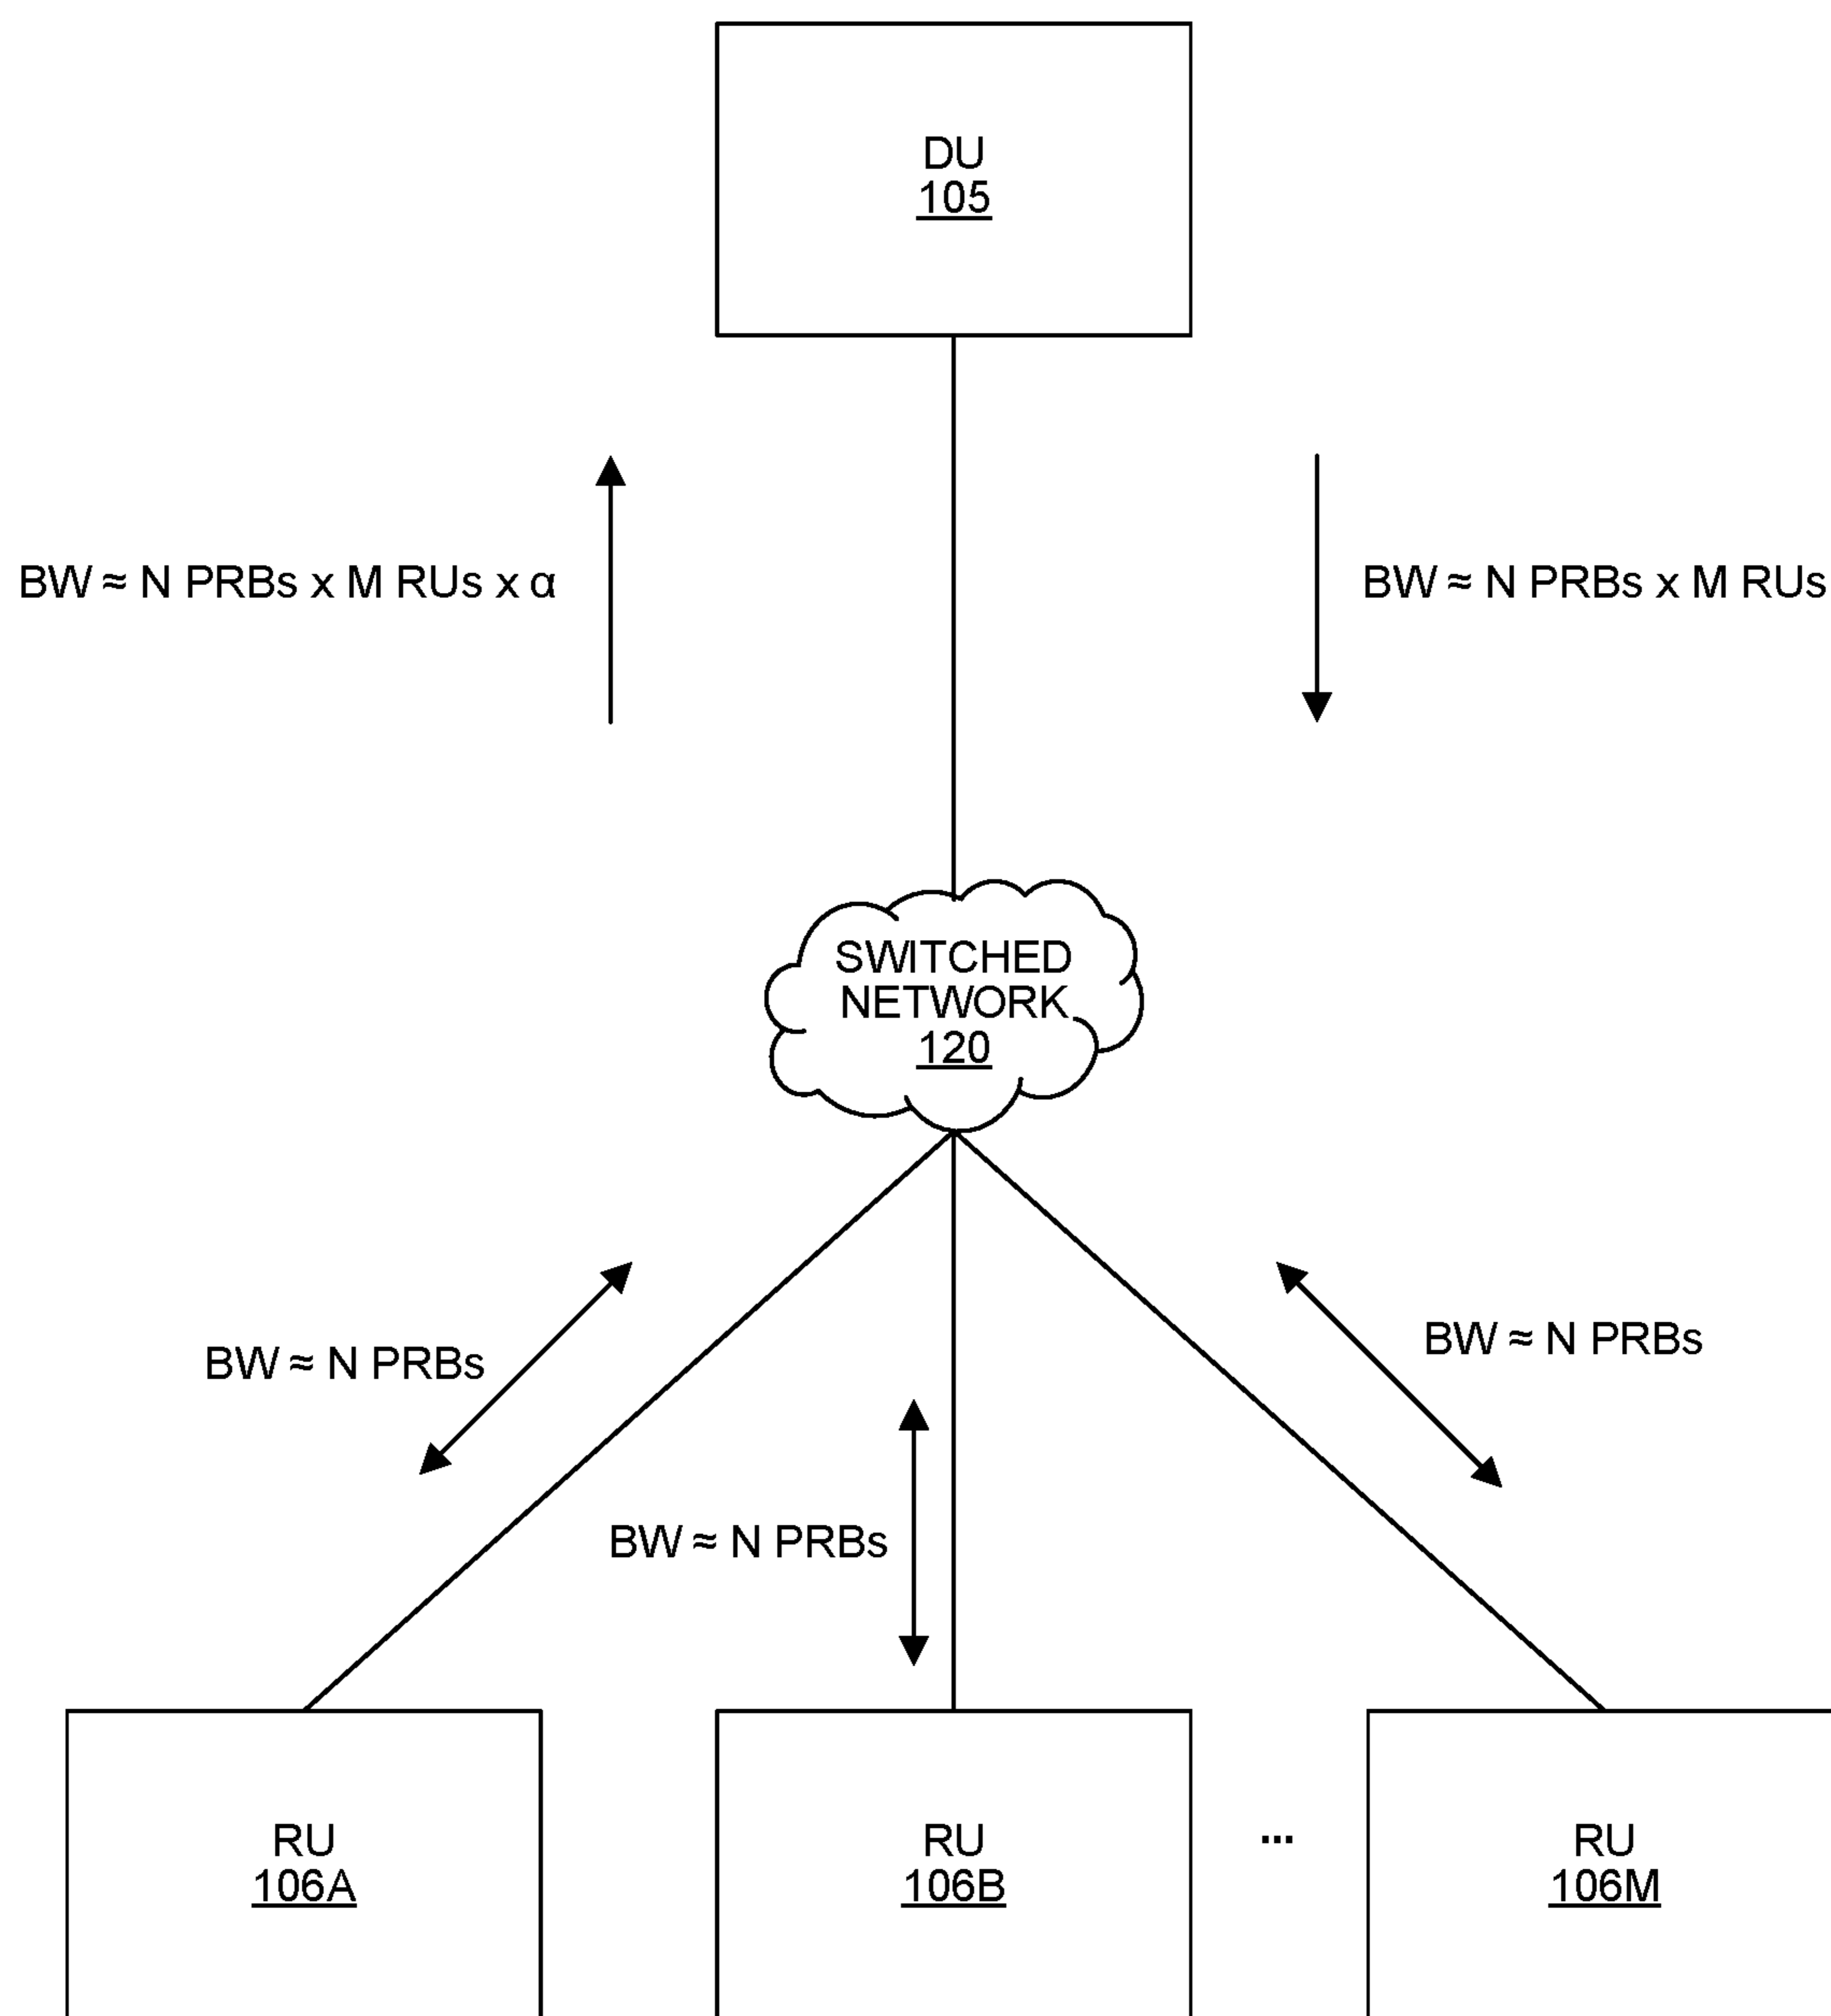 DU
105
BW ≈ N PRBs x M RUs x α
BW ≈ N PRBs x M RUs
SWITCHED
NETWORK
120
BW ≈ N PRBs
BW ≈ N PRBs
BW ≈ N PRBs
RU
106A
RU
106B
...
RU
106M